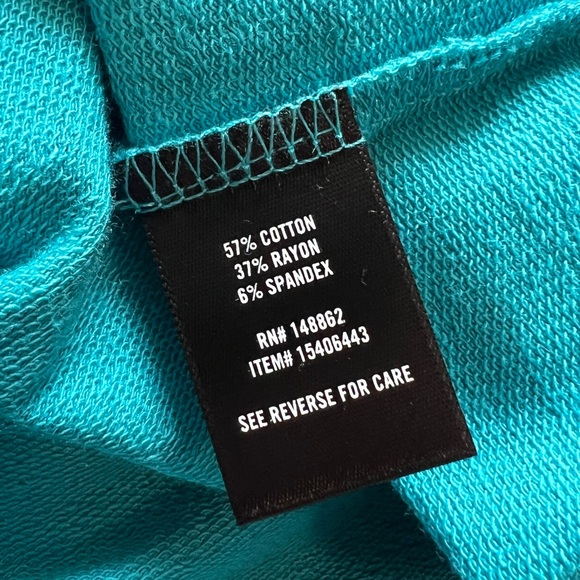 57% COTTON
37% RAYON
6% SPANDEX
RN# 148862
ITEM# 15406443
SEE REVERSE FOR CARE